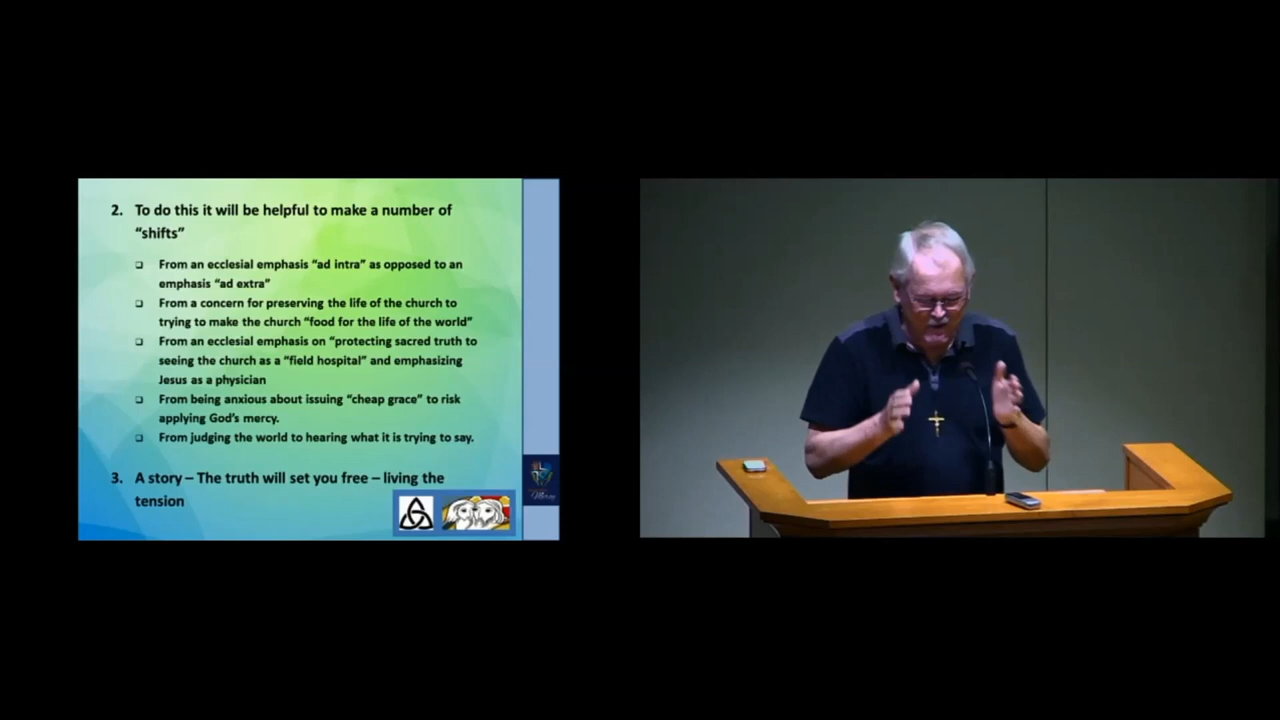 2. To do this it will be helpful to make a number of
“shifts”
From an ecclesial emphasis “ad intra” as opposed to an
emphasis “ad extra”
From a concern for preserving the life of the church to
trying to make the church “food for the life of the world”
From an ecclesial emphasis on “protecting sacred truth to
seeing the church as a “field hospital” and emphasizing
Jesus as a physician
From being anxious about issuing “cheap grace” to risk
applying God’s mercy.
From judging the world to hearing what it is trying to say.
3. A story – The truth will set you free – living the
tension
Mercy